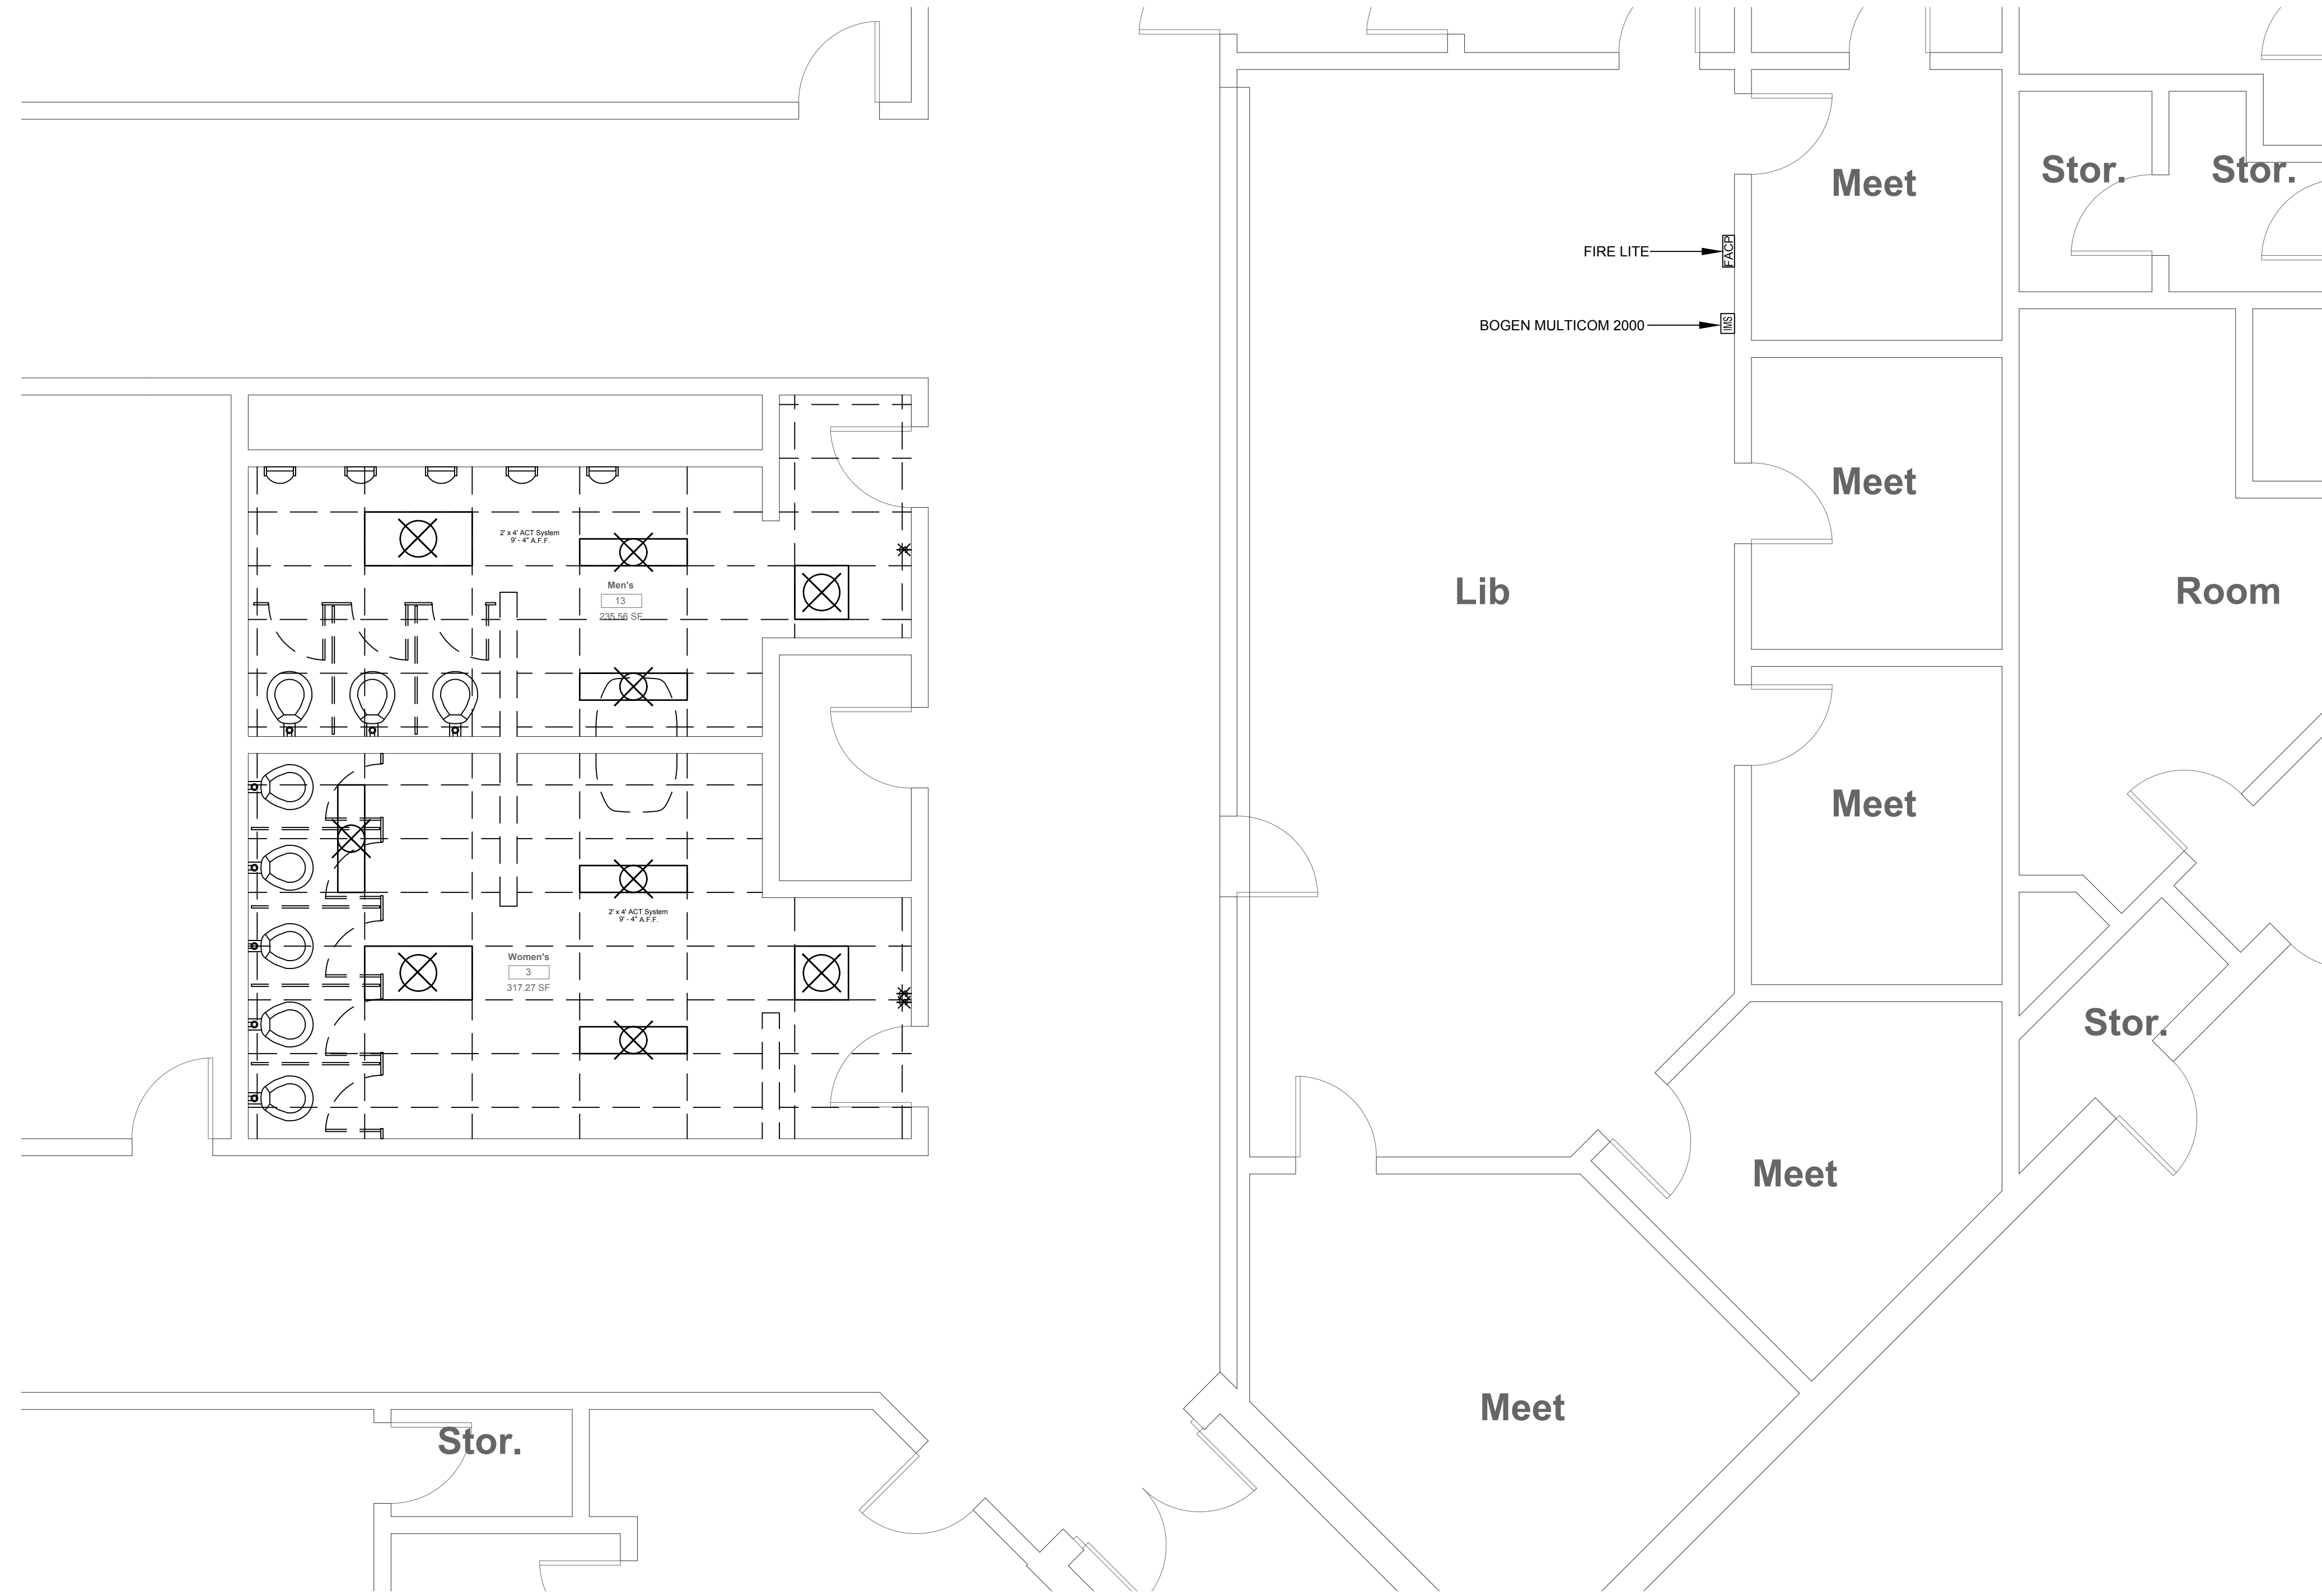 Meet
Stor.
Stor.
FIRE LITE
FACP
BOGEN MULTICOM 2000
IMS
Meet
2' x 4' ACT System
9' - 4" A.F.F.
Men's
13
235.56 SF
Lib
Room
Meet
2' x 4' ACT System
9' - 4" A.F.F.
Women's
3
317.27 SF
Stor.
Meet
Meet
Stor.